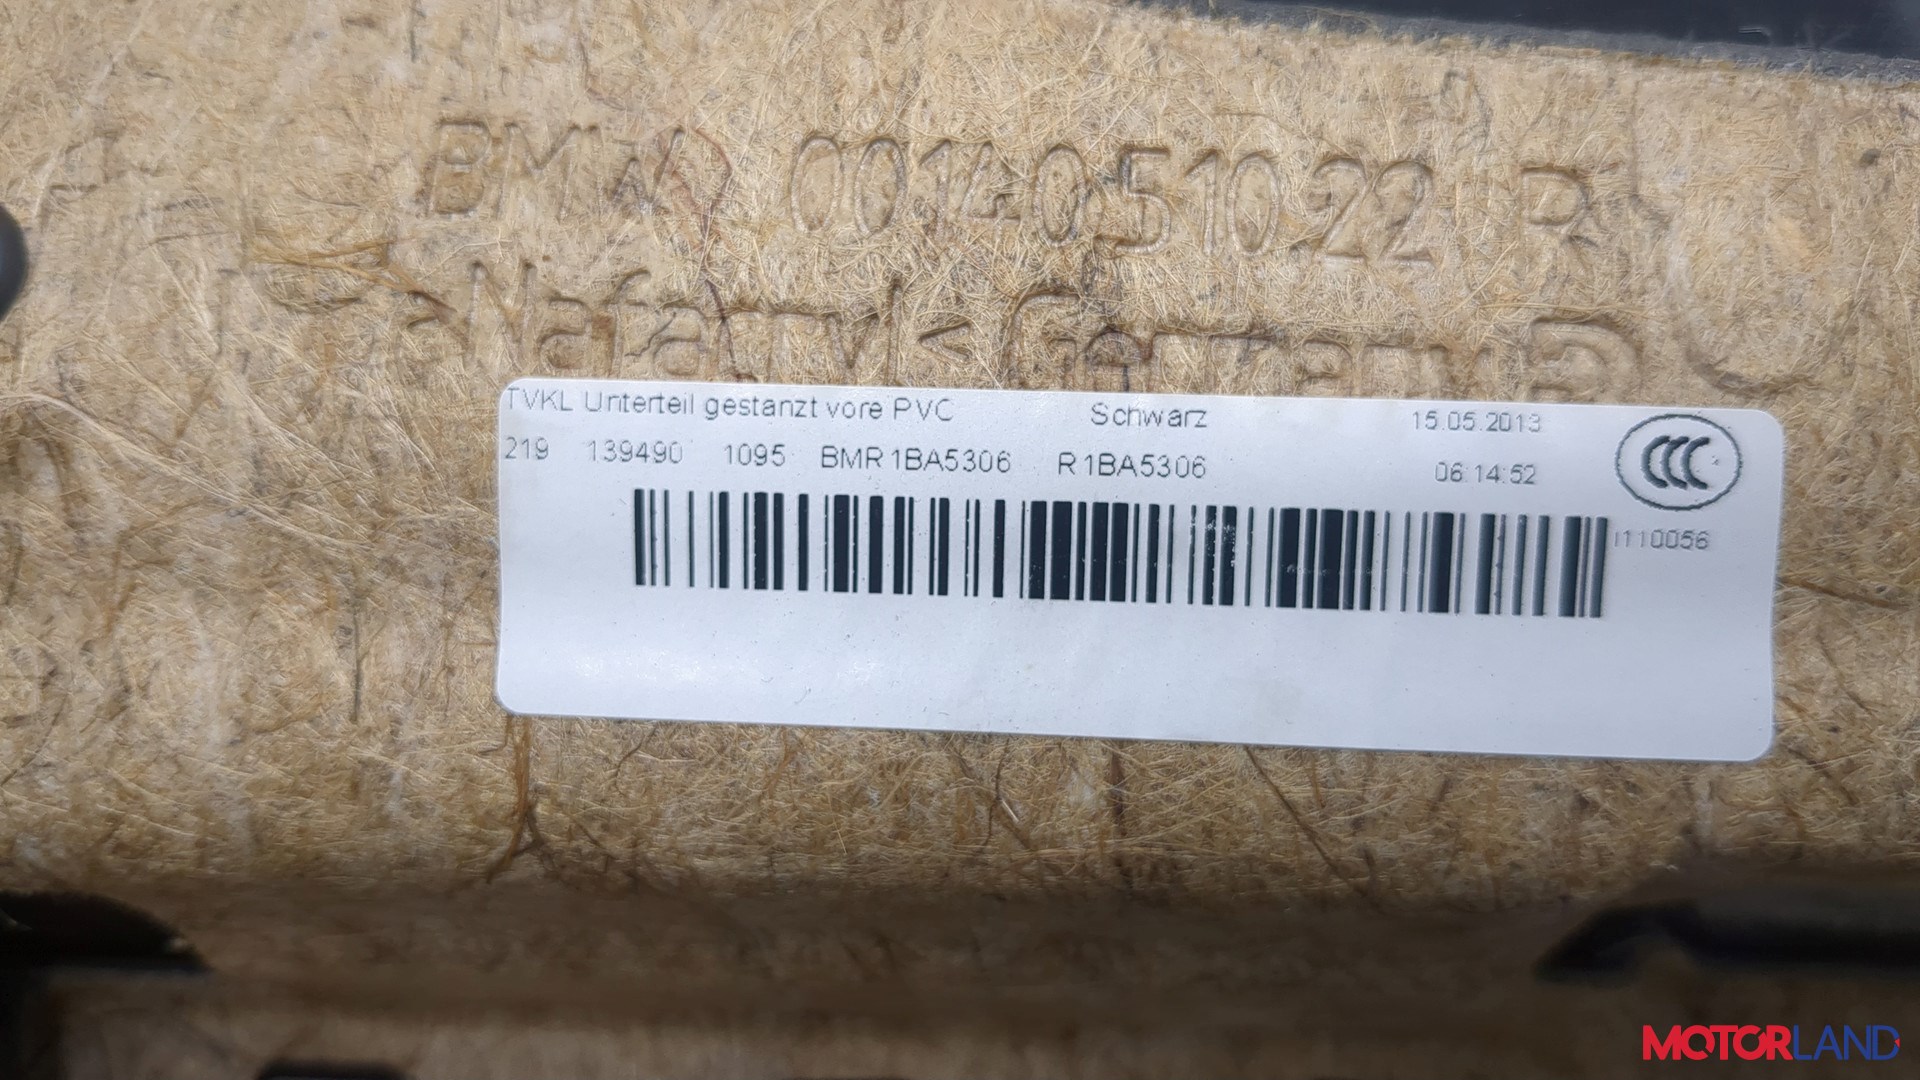 BMW 0014051022 R
TVKL Unterteil gestanzt vore PVC Schwarz 15.05.2013
219 139490 1095 BMR1BA5306 R1BA5306 06:14:52
CCC
I110056
MOTORLAND